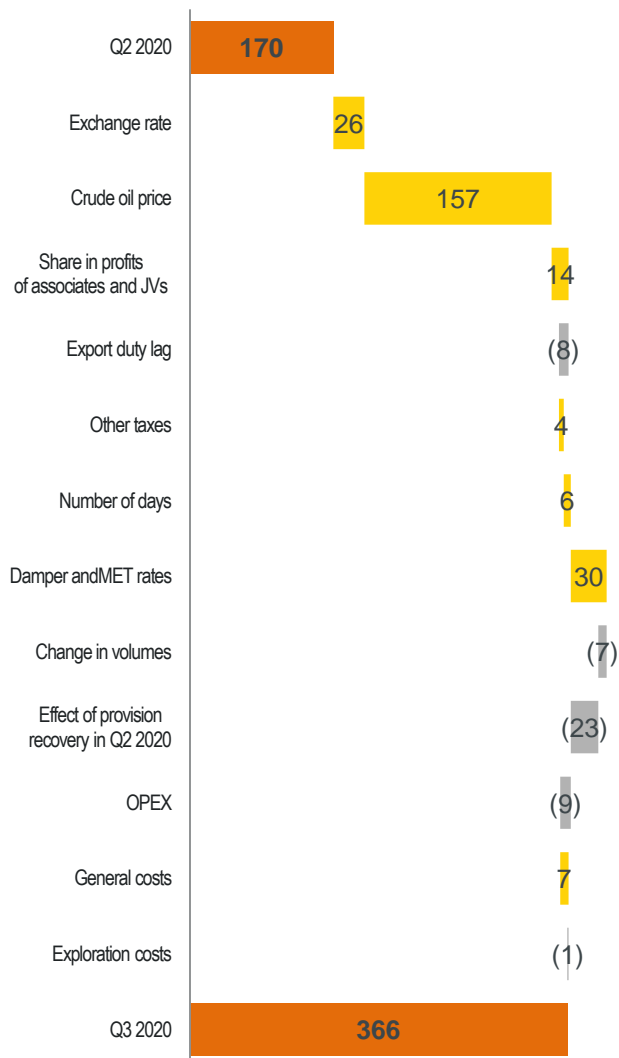 Q2 2020
170
Exchange rate
26
Crude oil price
157
Share in profits
of associates and JVs
14
Export duty lag
(8)
Other taxes
4
Number of days
6
Damper andMET rates
30
Change in volumes
(7)
Effect of provision
recovery in Q2 2020
(23)
OPEX
(9)
General costs
7
Exploration costs
(1)
Q3 2020
366